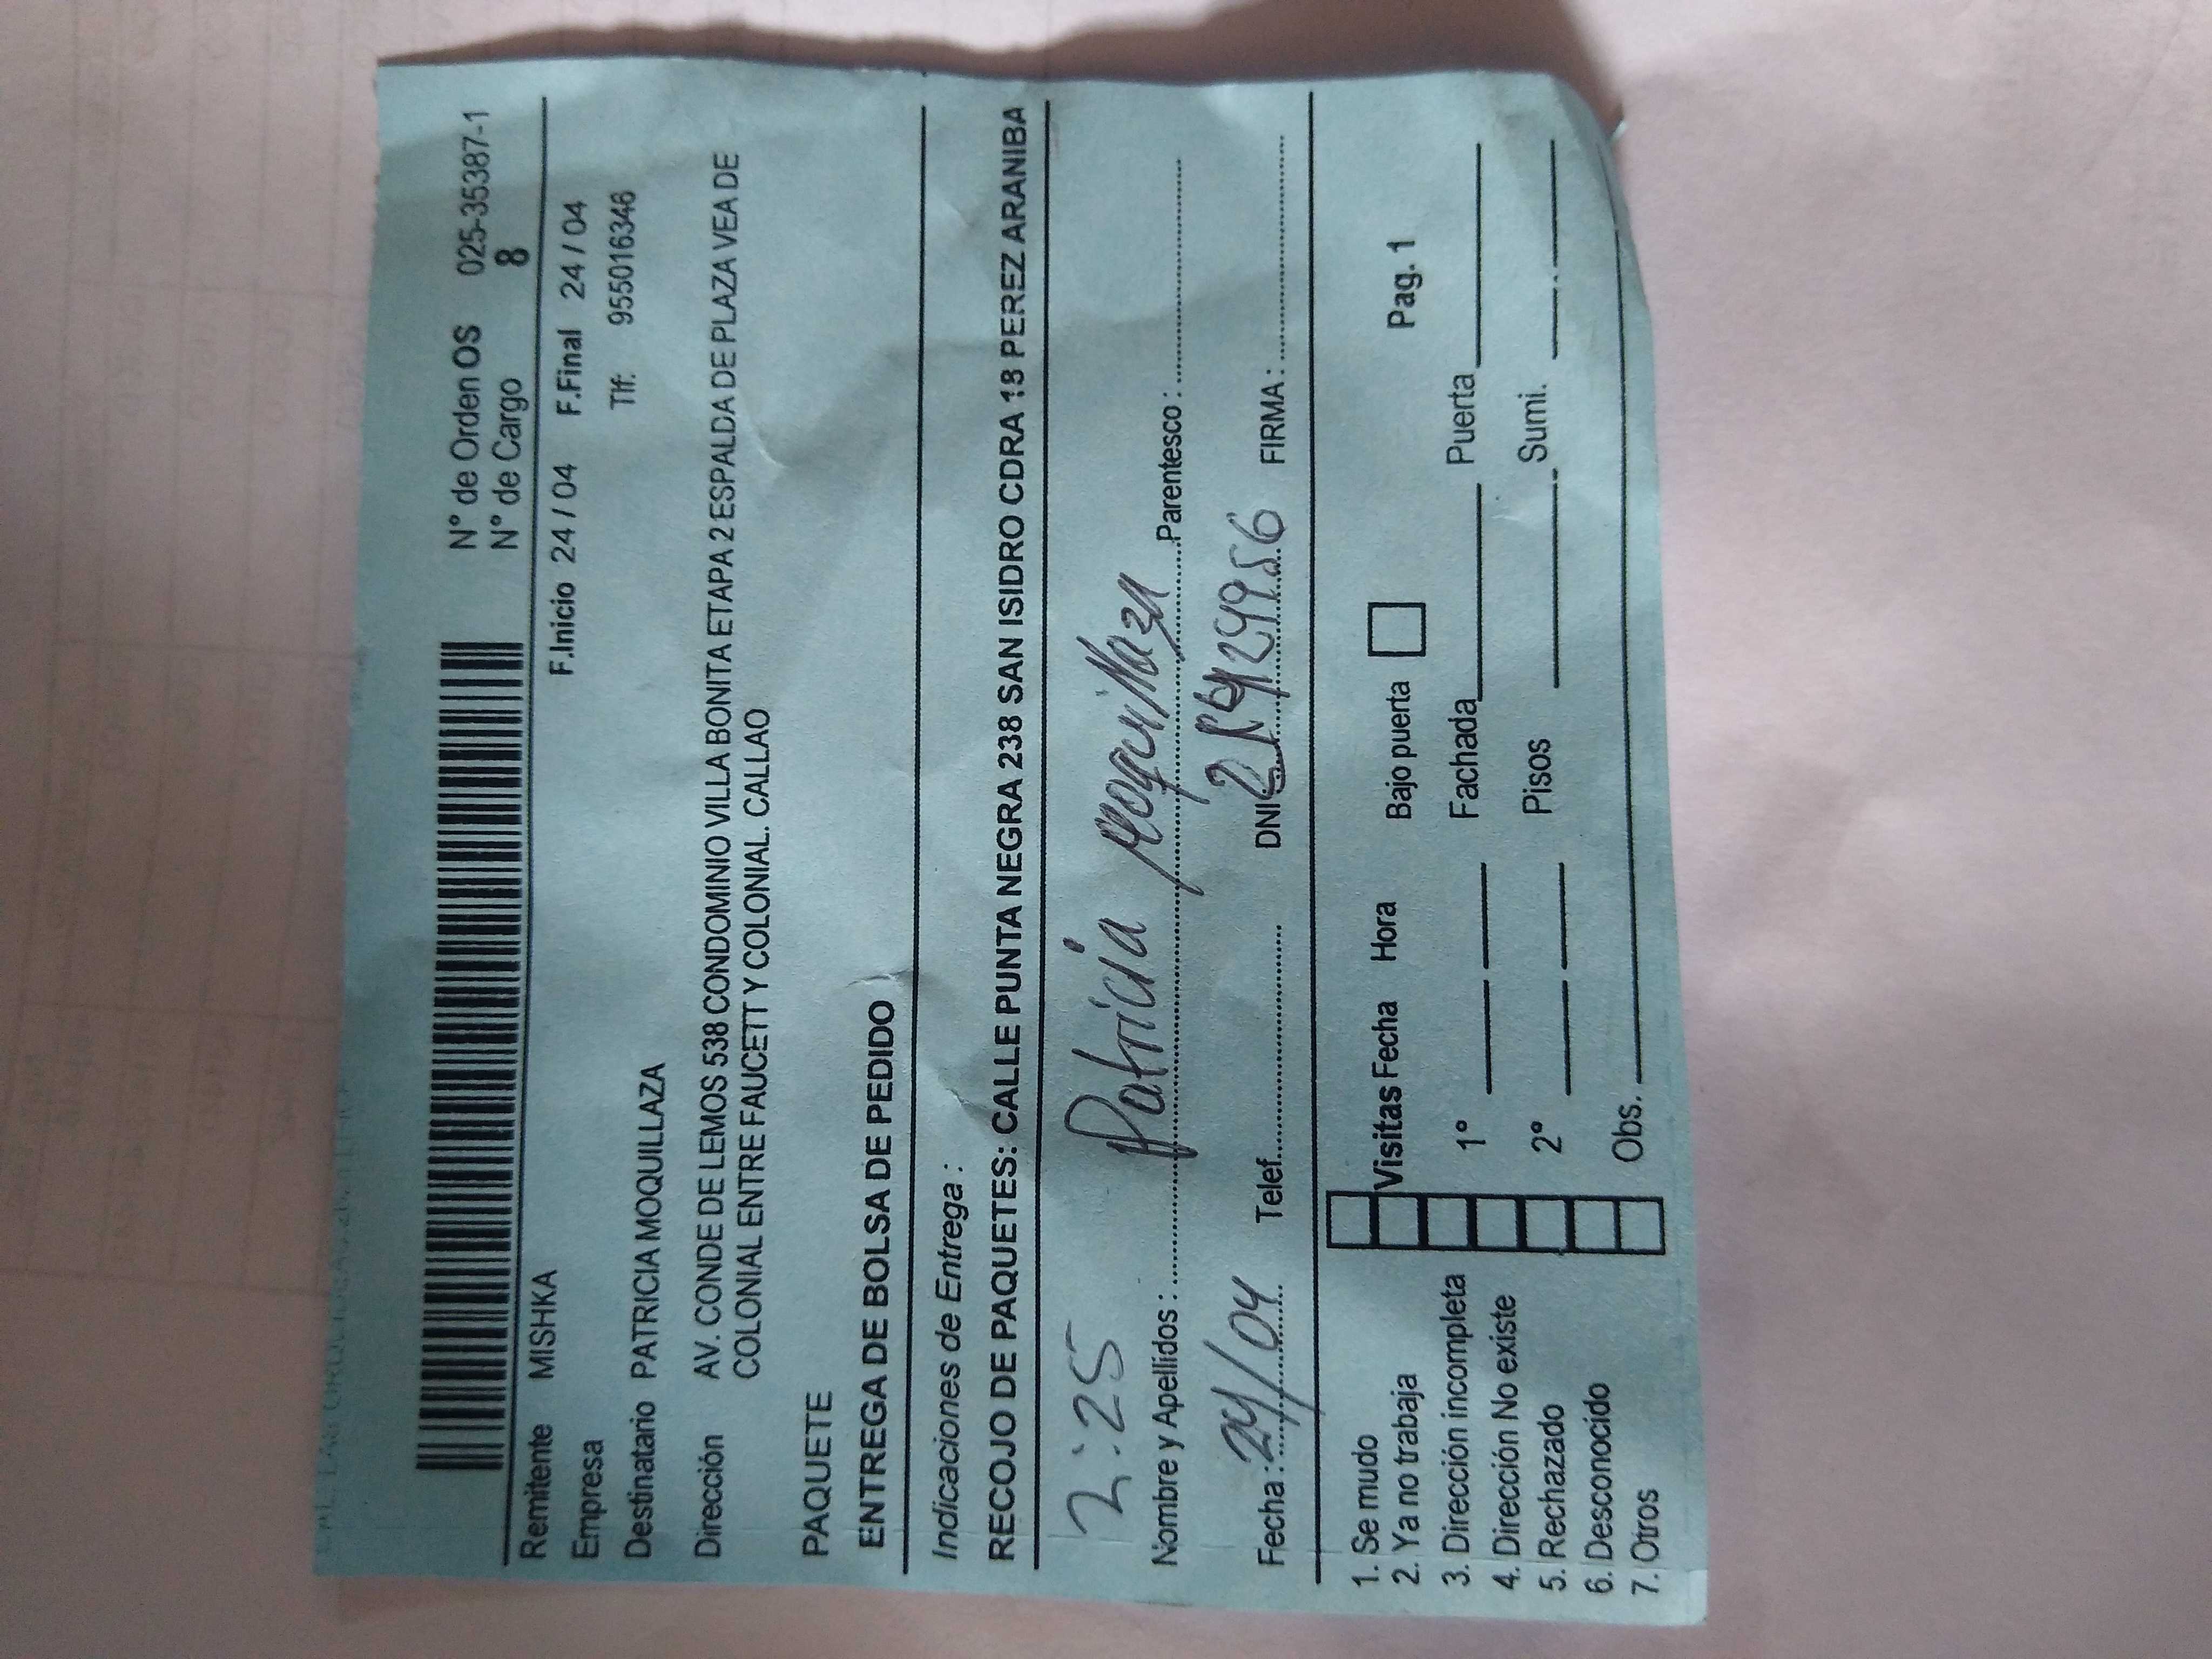 N° de Orden OS 025-35387-1
N° de Cargo 8
Remitente MISHKA F.Inicio 24 / 04 F.Final 24 / 04
Empresa Tlf: 955016346
Destinatario PATRICIA MOQUILLAZA
Dirección AV. CONDE DE LEMOS 538 CONDOMINIO VILLA BONITA ETAPA 2 ESPALDA DE PLAZA VEA DE
COLONIAL ENTRE FAUCETT Y COLONIAL. CALLAO
PAQUETE
ENTREGA DE BOLSA DE PEDIDO
Indicaciones de Entrega :
RECOJO DE PAQUETES: CALLE PUNTA NEGRA 238 SAN ISIDRO CDRA 18 PEREZ ARANIBA
2:25
Nombre y Apellidos : Patricia Moquillaza Parentesco :
Fecha : 24/04 Telef. DNI FIRMA :
1. Se mudo
2. Ya no trabaja Visitas Fecha Hora Bajo puerta Pag. 1
3. Dirección incompleta 1° Fachada Puerta
4. Dirección No existe
5. Rechazado 2° Pisos Sumi.
6. Desconocido
7. Otros Obs.